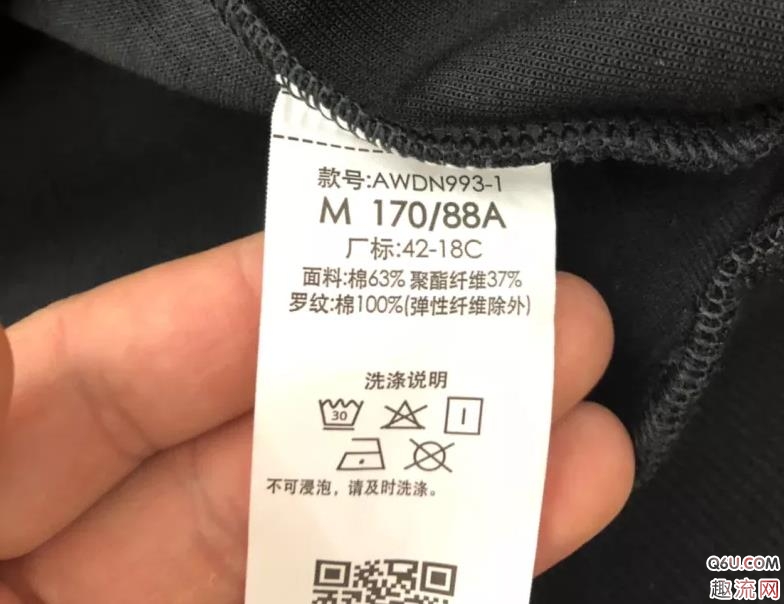 款号:AWDN993-1
M 170/88A
厂标:42-18C
面料:棉63% 聚酯纤维37%
罗纹:棉100%(弹性纤维除外)
洗涤说明
30
不可浸泡，请及时洗涤。
Q6U.COM
趣流网